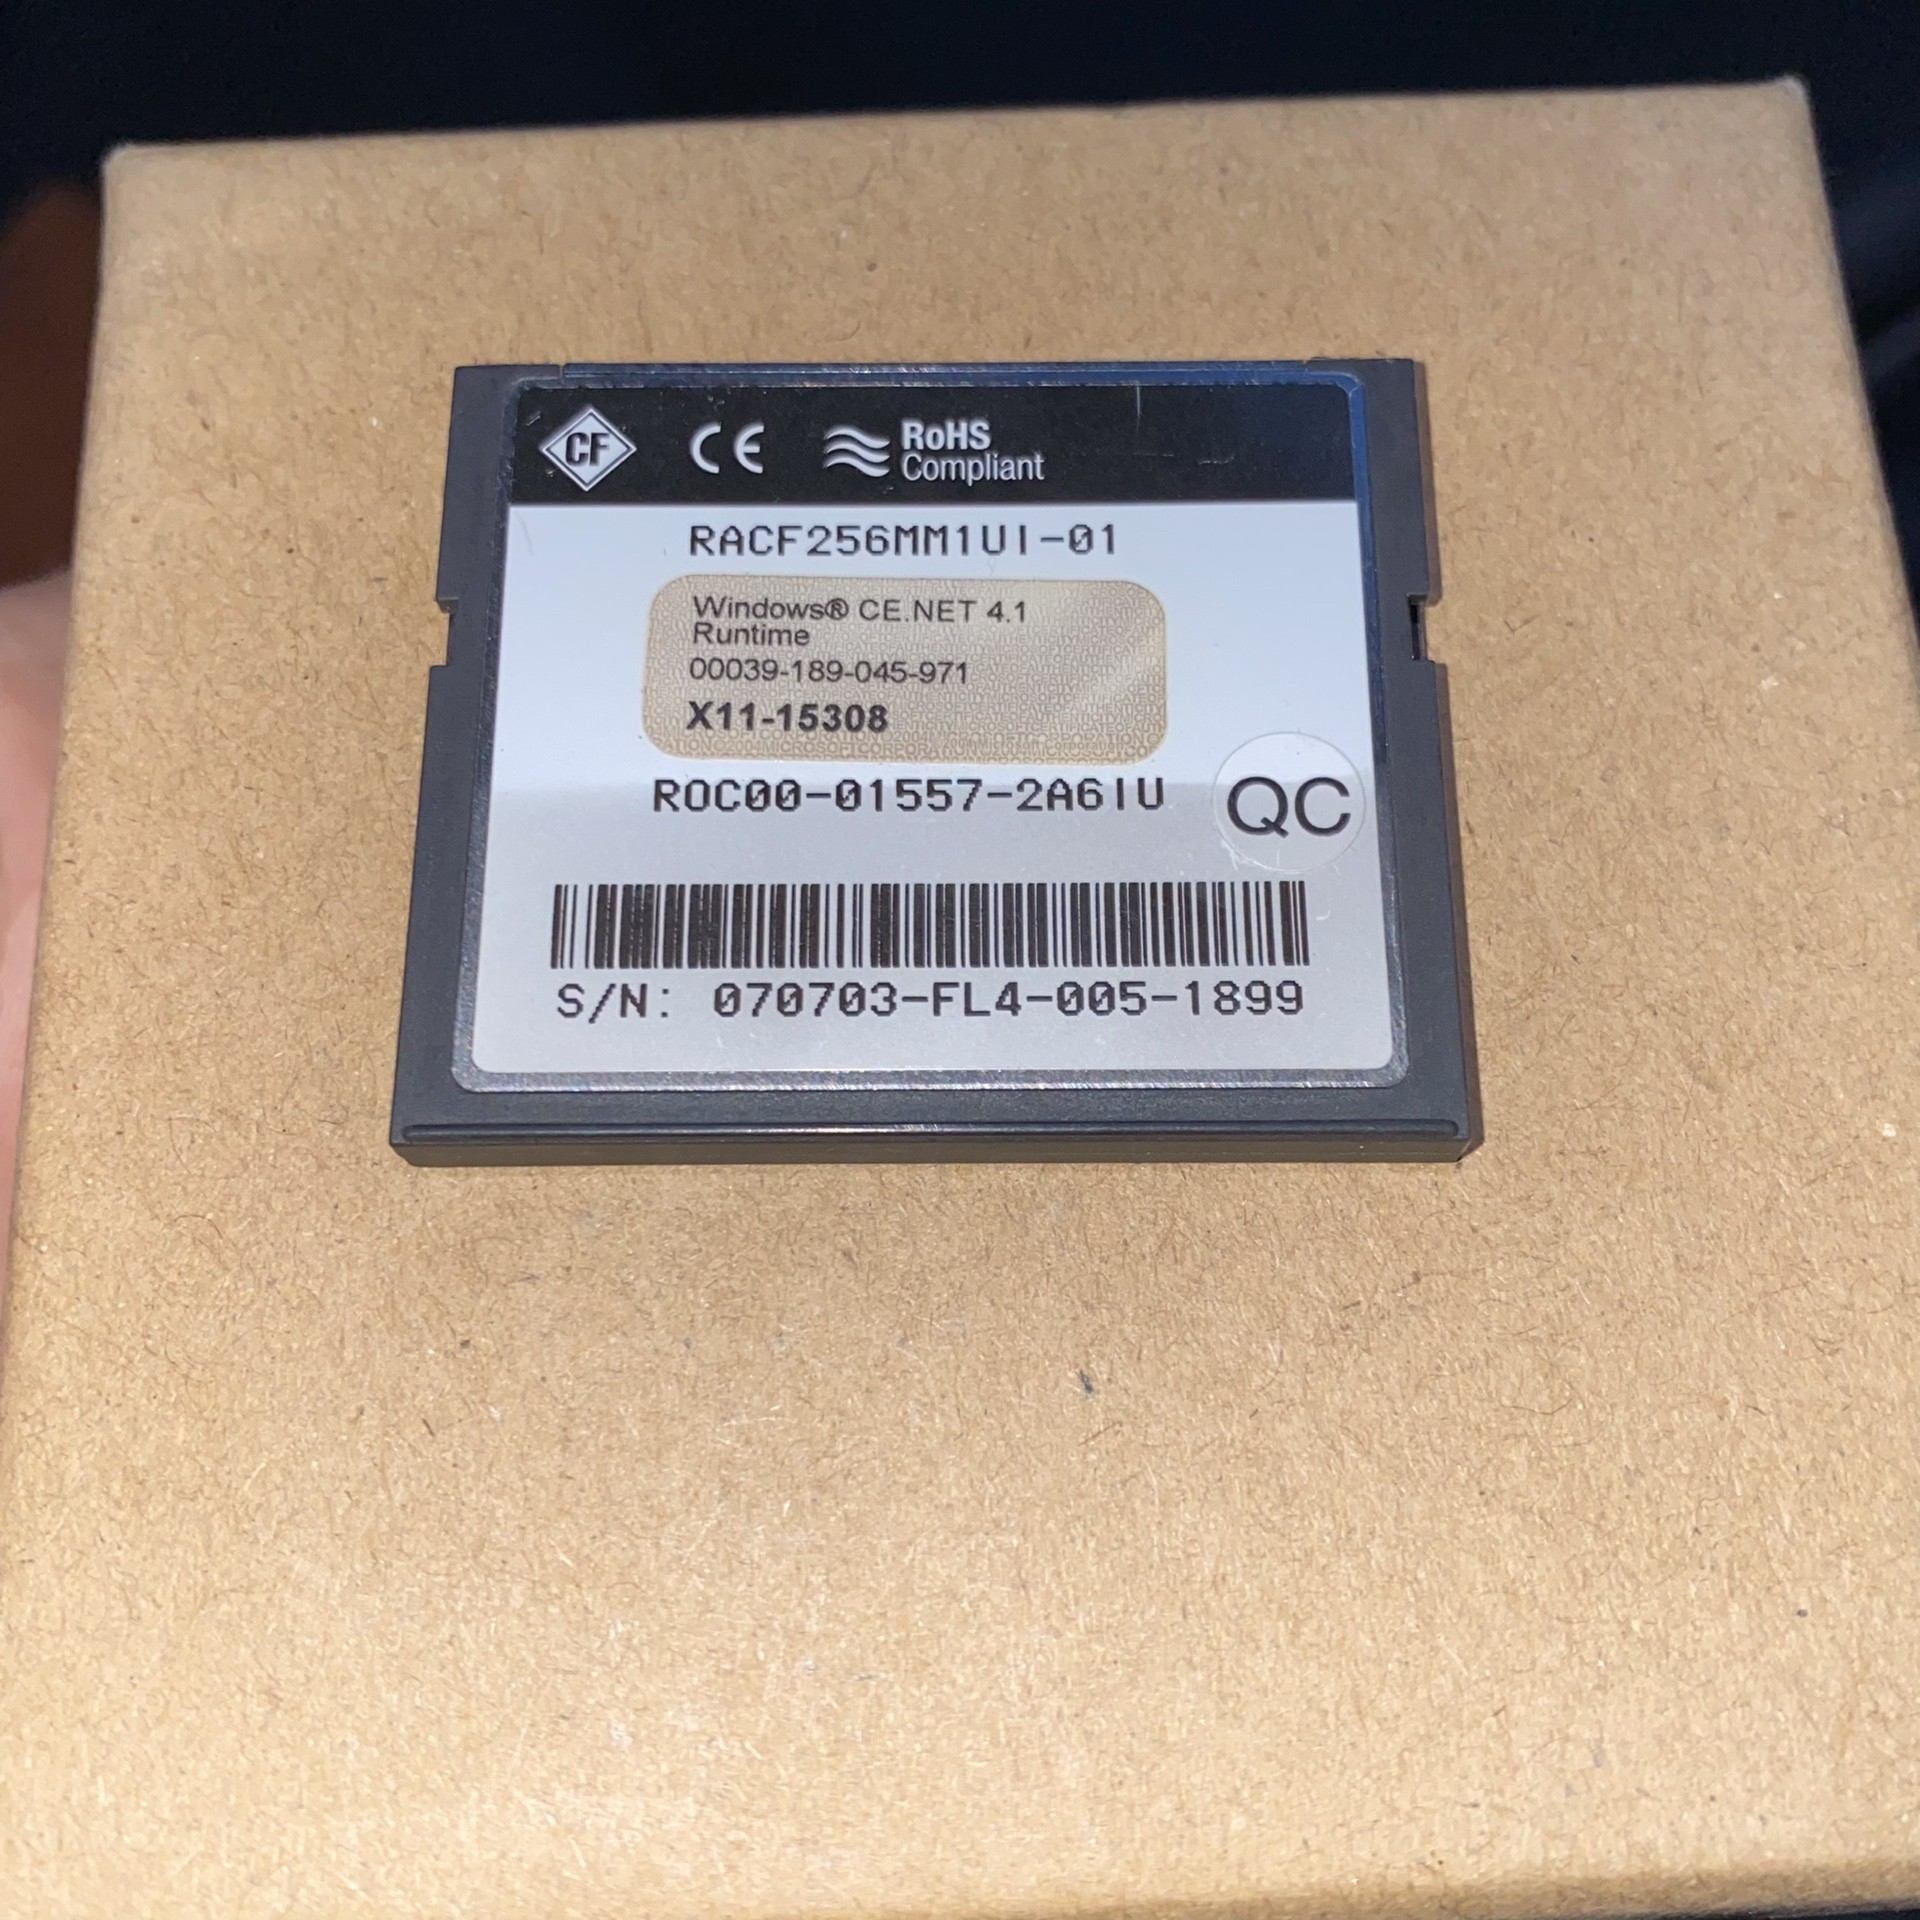 CF CE RoHS
Compliant
RACF256MM1UI-01
Windows® CE.NET 4.1
Runtime
00039-189-045-971
X11-15308
ROC00-01557-2A6IU
QC
S/N: 070703-FL4-005-1899